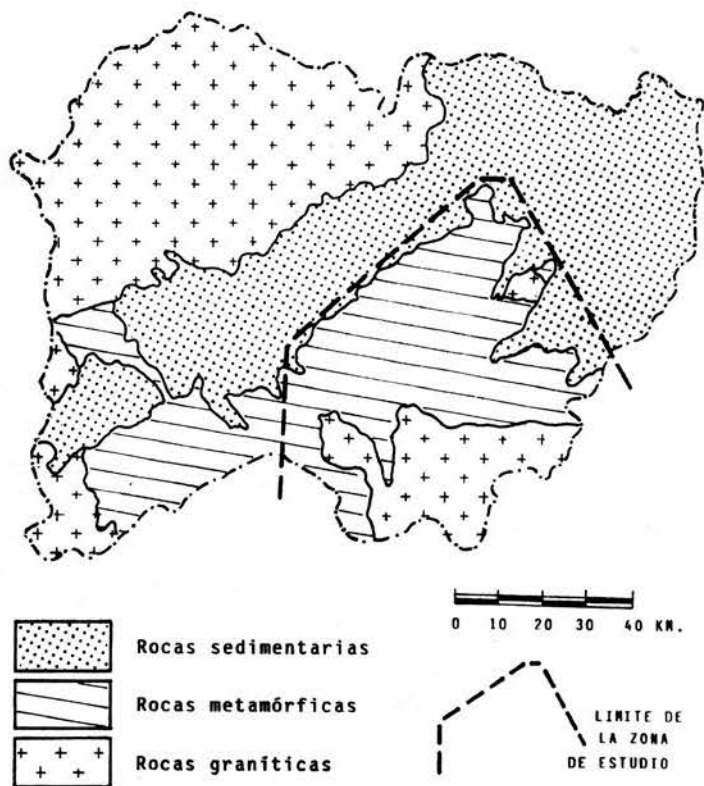 0 10 20 30 40 KM.
Rocas sedimentarias
Rocas metamórficas
Rocas graníticas
LIMITE DE
LA ZONA
DE ESTUDIO